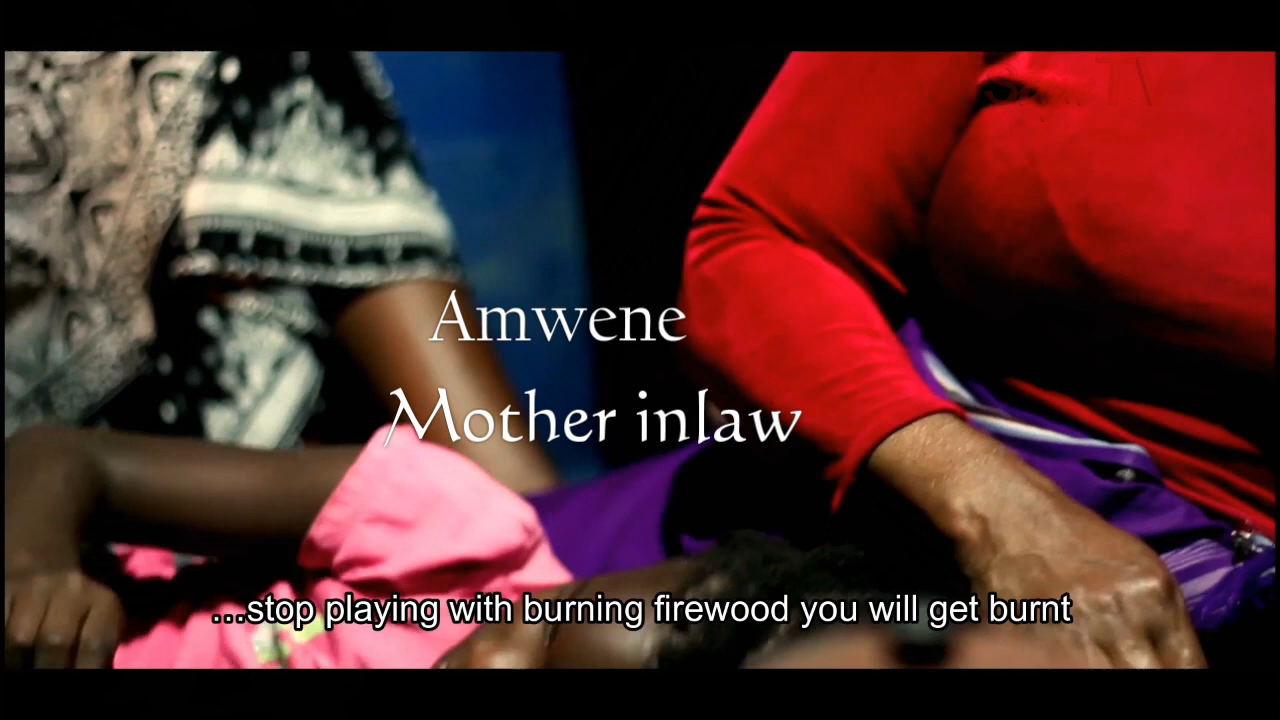 Amwene
Mother inlaw
...stop playing with burning firewood you will get burnt